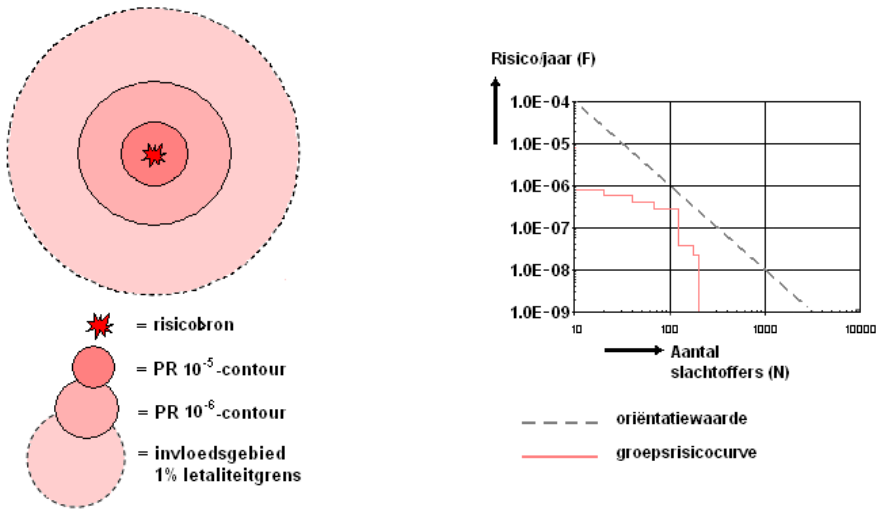 = risicobron
= PR 10⁻⁵-contour
= PR 10⁻⁶-contour
= invloedsgebied
1% letaliteitgrens
Risico/jaar (F)
1.0E-04
1.0E-05
1.0E-06
1.0E-07
1.0E-08
1.0E-09
10 100 1000 10000
Aantal
slachtoffers (N)
oriëntatiewaarde
groepsrisicocurve